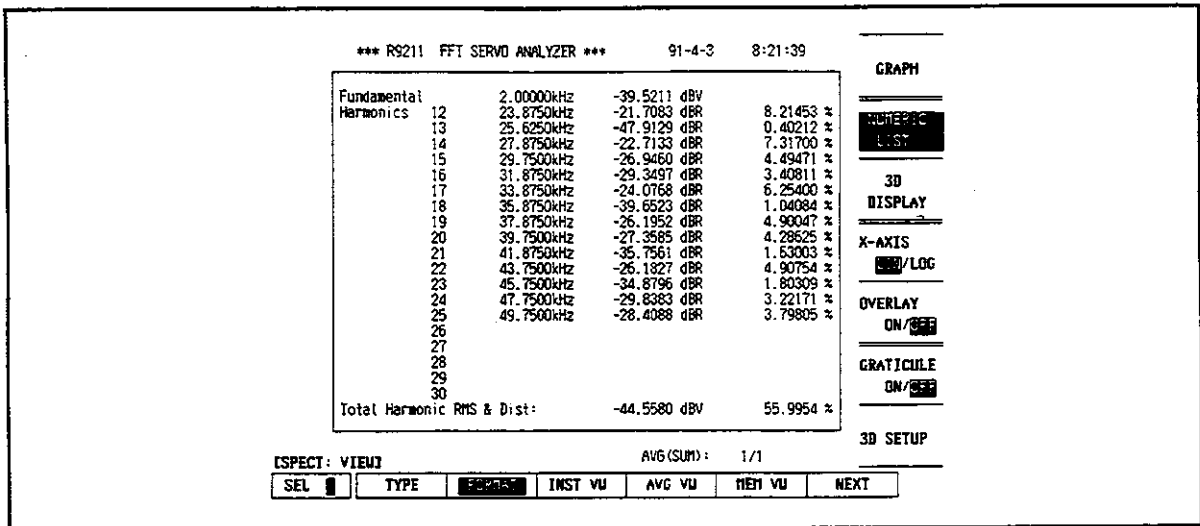 *** R9211 FFT SERVO ANALYZER *** 91-4-3 8:21:39
Fundamental 2.00000kHz -39.5211 dBV
Harmonics 12 23.8750kHz -21.7083 dBR 8.21453 %
13 25.6250kHz -47.9129 dBR 0.40212 %
14 27.8750kHz -22.7133 dBR 7.31700 %
15 29.7500kHz -26.9460 dBR 4.49471 %
16 31.8750kHz -29.3497 dBR 3.40811 %
17 33.8750kHz -24.0768 dBR 6.25400 %
18 35.8750kHz -39.6523 dBR 1.04084 %
19 37.8750kHz -26.1952 dBR 4.90047 %
20 39.7500kHz -27.3585 dBR 4.28625 %
21 41.8750kHz -35.7561 dBR 1.63003 %
22 43.7500kHz -26.1827 dBR 4.90754 %
23 45.7500kHz -34.8796 dBR 1.80309 %
24 47.7500kHz -29.8383 dBR 3.22171 %
25 49.7500kHz -28.4088 dBR 3.79805 %
26
27
28
29
30
Total Harmonic RMS & Dist: -44.5580 dBV 55.9954 %
[SPECT: VIEW] AVG(SUM): 1/1
SEL TYPE FORMAT INST VU AVG VU MEM VU NEXT
GRAPH
NUMERIC
LIST
3D
DISPLAY
X-AXIS
LIN/LOG
OVERLAY
ON/OFF
GRATICULE
ON/OFF
3D SETUP